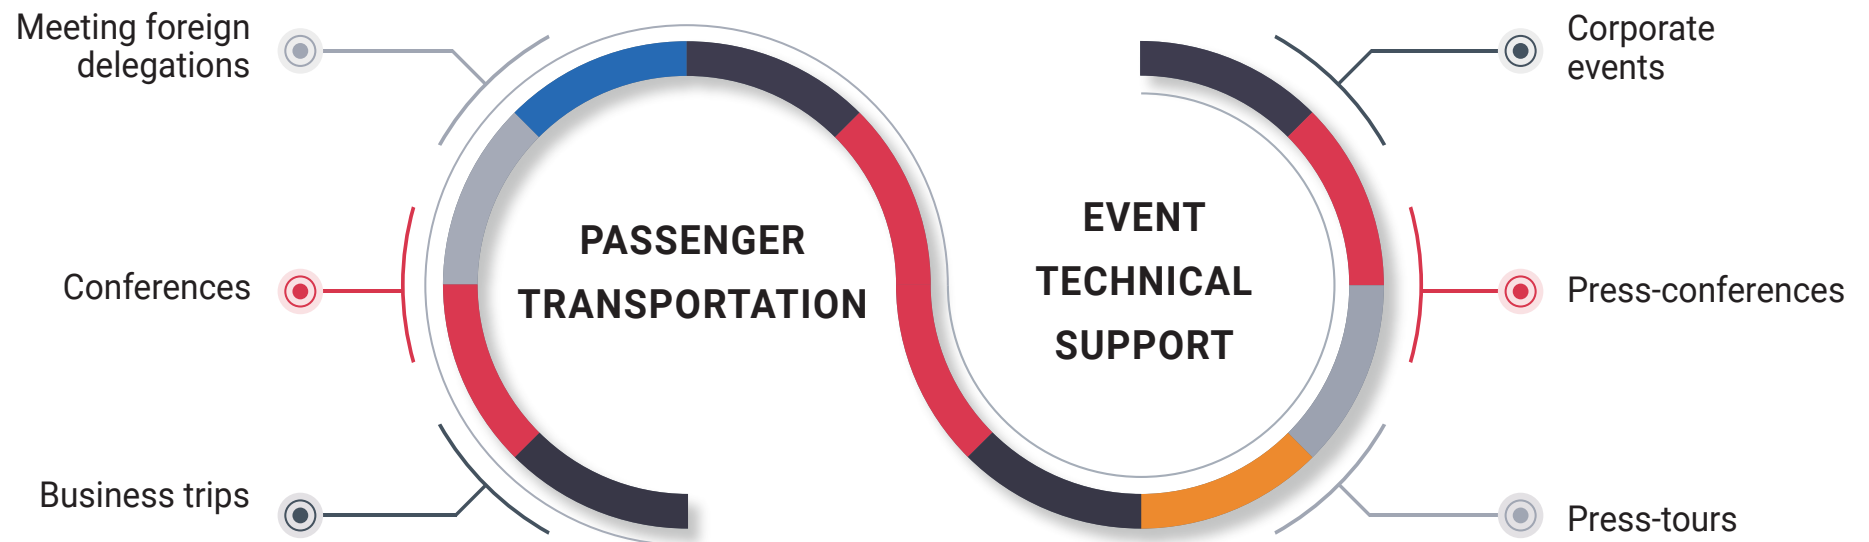 Meeting foreign
delegations
Conferences
Business trips
PASSENGER
TRANSPORTATION
EVENT
TECHNICAL
SUPPORT
Corporate
events
Press-conferences
Press-tours